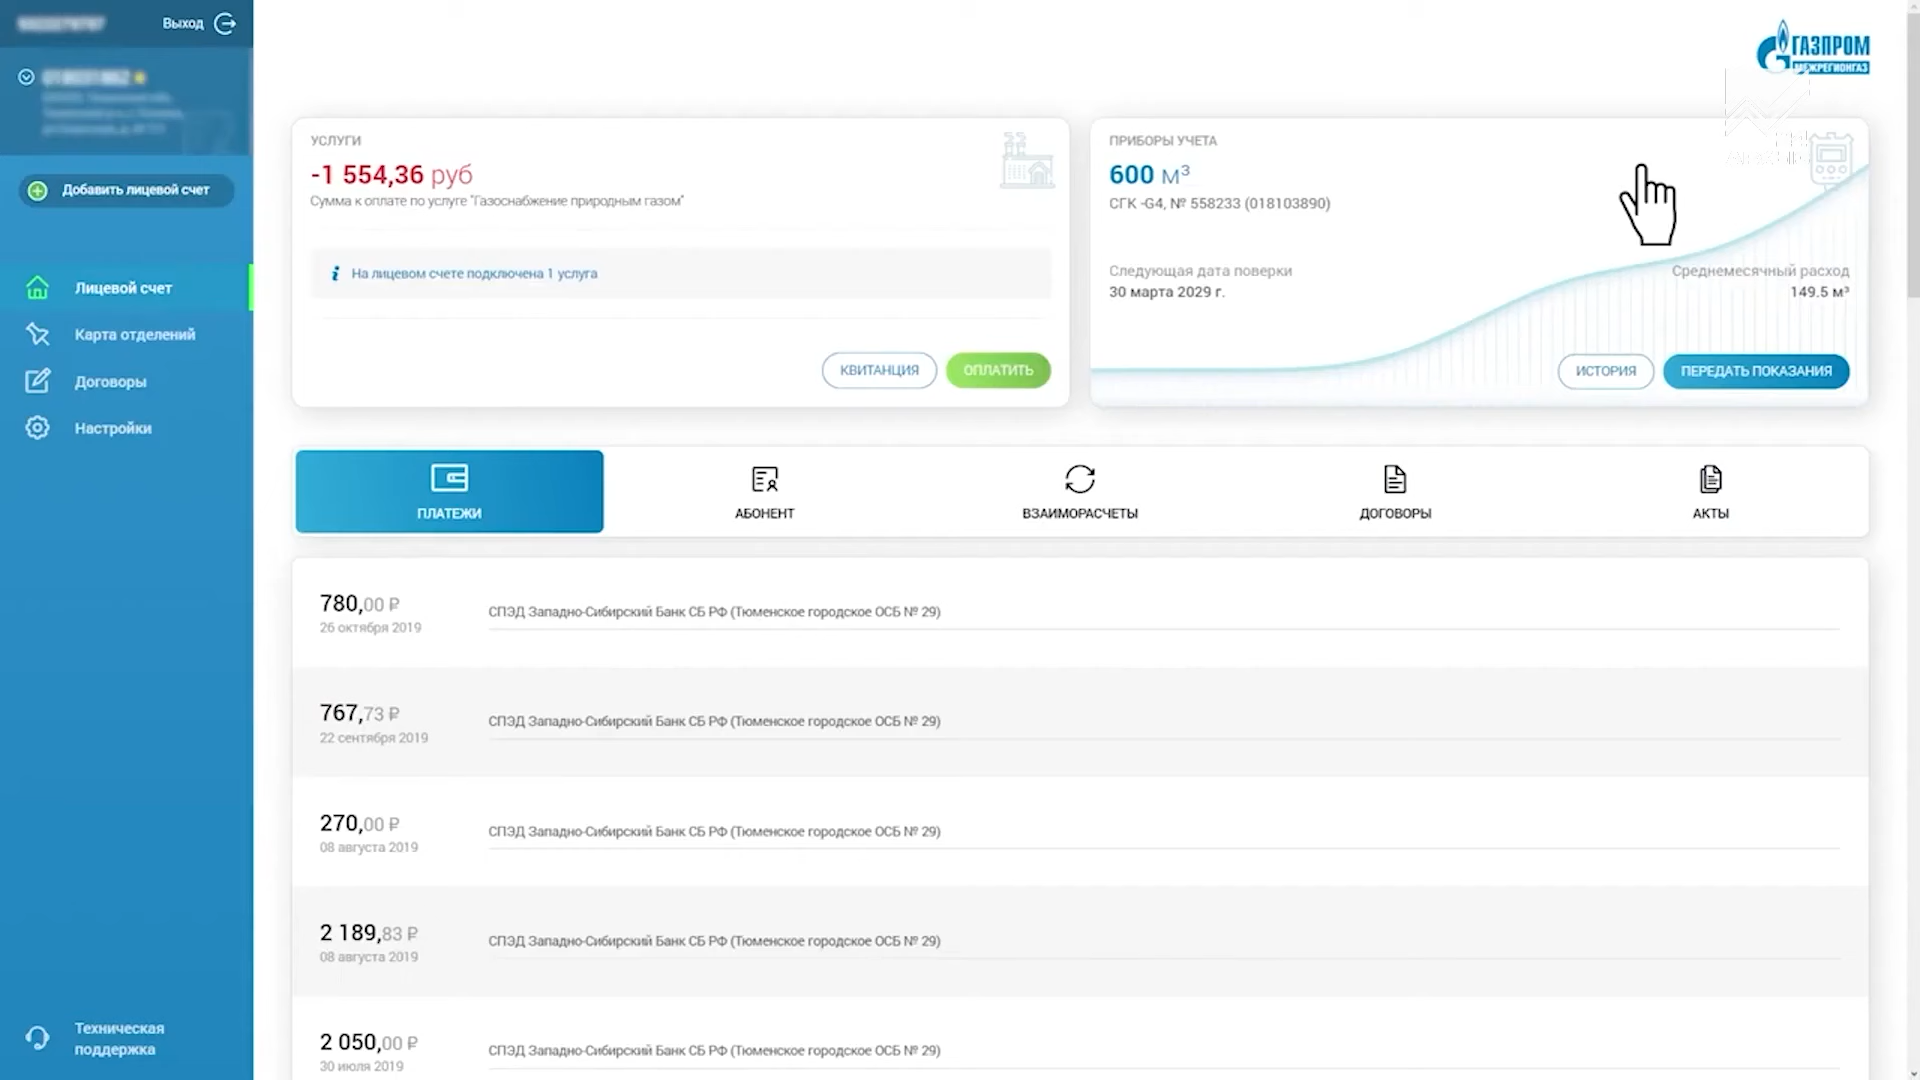 Выход
Добавить лицевой счет
Лицевой счет
Карта отделений
Договоры
Настройки
Техническая
поддержка
ГАЗПРОМ
МЕЖРЕГИОНГАЗ
УСЛУГИ
-1 554,36 руб
Сумма к оплате по услуге "Газоснабжение природным газом"
На лицевом счете подключена 1 услуга
КВИТАНЦИЯ
ОПЛАТИТЬ
ПРИБОРЫ УЧЕТА
600 м³
СГК -G4, № 558233 (018103890)
Следующая дата поверки
30 марта 2029 г.
Среднемесячный расход
149.5 м³
ИСТОРИЯ
ПЕРЕДАТЬ ПОКАЗАНИЯ
ПЛАТЕЖИ
АБОНЕНТ
ВЗАИМОРАСЧЕТЫ
ДОГОВОРЫ
АКТЫ
780,00 ₽
26 октября 2019
СПЭД Западно-Сибирский Банк СБ РФ (Тюменское городское ОСБ № 29)
767,73 ₽
22 сентября 2019
СПЭД Западно-Сибирский Банк СБ РФ (Тюменское городское ОСБ № 29)
270,00 ₽
08 августа 2019
СПЭД Западно-Сибирский Банк СБ РФ (Тюменское городское ОСБ № 29)
2 189,83 ₽
08 августа 2019
СПЭД Западно-Сибирский Банк СБ РФ (Тюменское городское ОСБ № 29)
2 050,00 ₽
30 июля 2019
СПЭД Западно-Сибирский Банк СБ РФ (Тюменское городское ОСБ № 29)